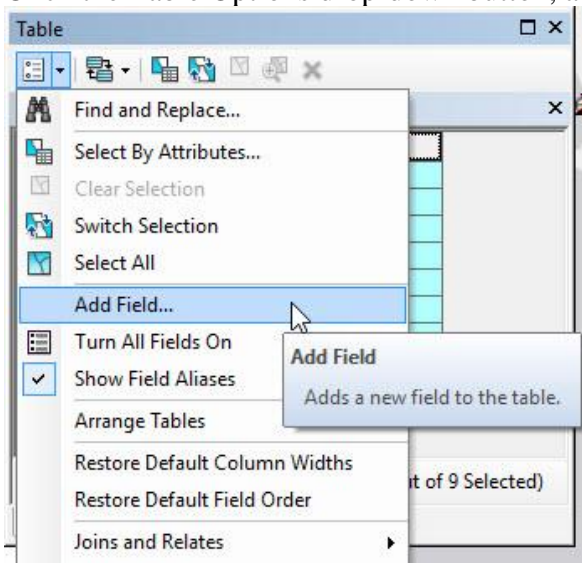 Table
Find and Replace...
Select By Attributes...
Clear Selection
Switch Selection
Select All
Add Field...
Turn All Fields On
Add Field
Show Field Aliases
Adds a new field to the table.
Arrange Tables
Restore Default Column Widths
of 9 Selected)
Restore Default Field Order
Joins and Relates